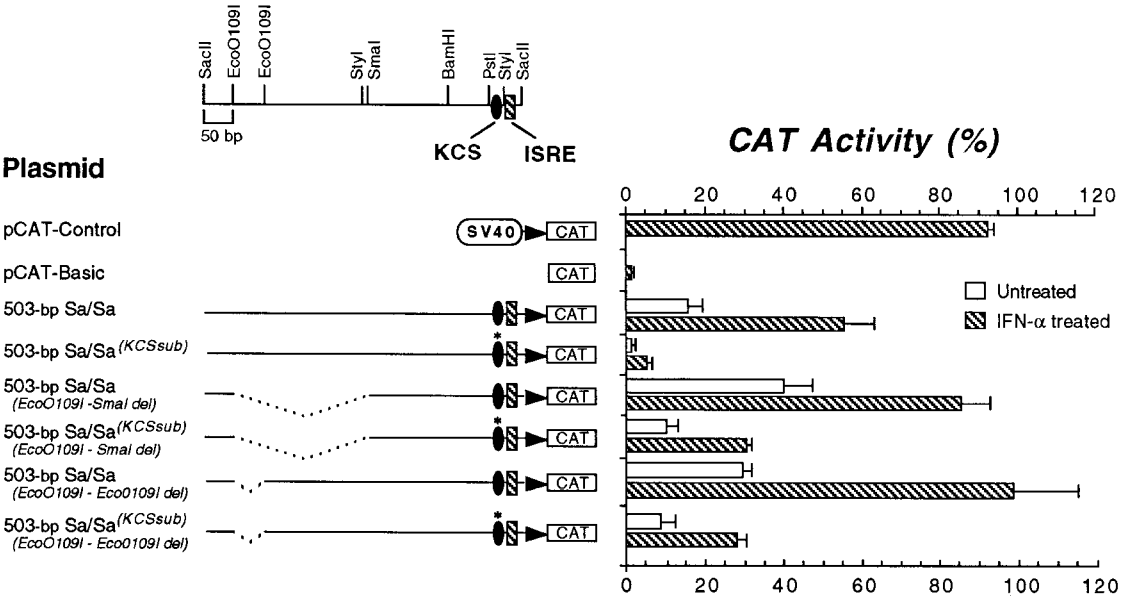 SacII EcoO109I EcoO109I StyI SmaI BamHI PstI StyI SacII
50 bp
KCS ISRE
CAT Activity (%)
Plasmid
0 20 40 60 80 100 120
pCAT-Control SV40 CAT
pCAT-Basic CAT
Untreated
IFN-α treated
503-bp Sa/Sa CAT
503-bp Sa/Sa (KCSsub) * CAT
503-bp Sa/Sa CAT
(EcoO109I -SmaI del)
503-bp Sa/Sa (KCSsub) * CAT
(EcoO109I - SmaI del)
503-bp Sa/Sa CAT
(EcoO109I - Eco0109I del)
503-bp Sa/Sa (KCSsub) * CAT
(EcoO109I - Eco0109I del)
0 20 40 60 80 100 120